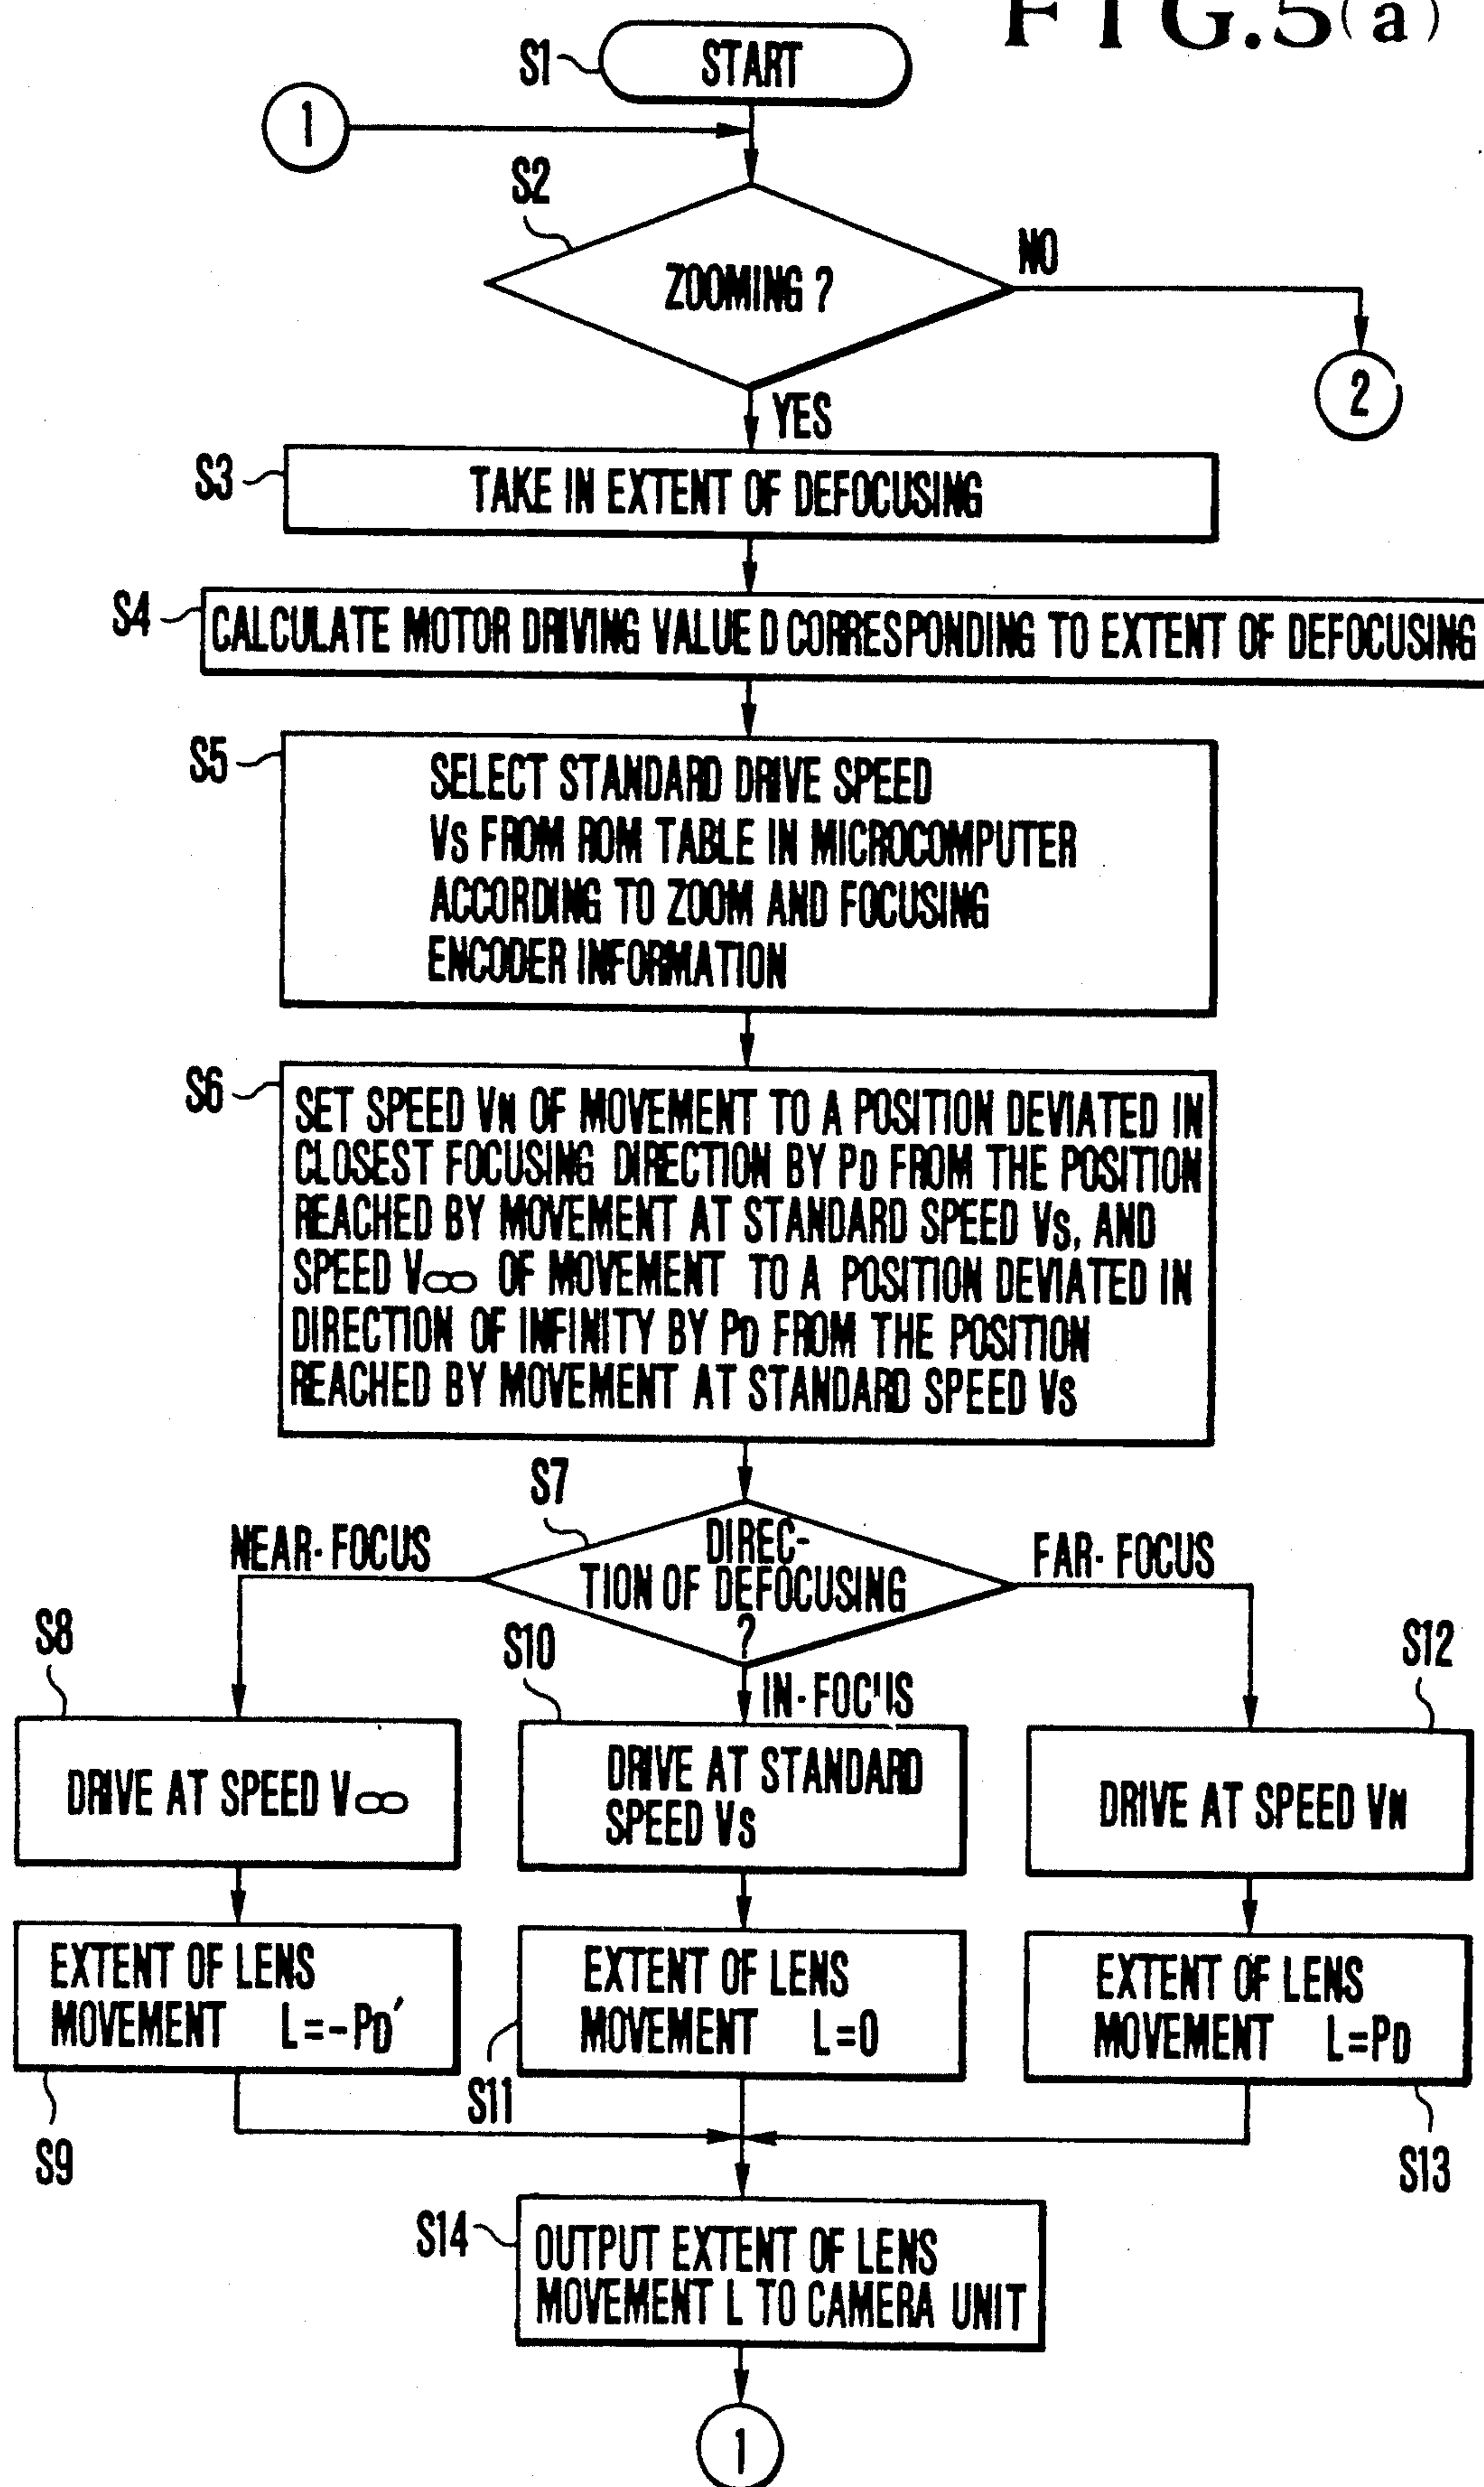 FIG.5(a)
S1
START
1
S2
ZOOMING ?
NO
2
YES
S3
TAKE IN EXTENT OF DEFOCUSING
S4
CALCULATE MOTOR DRIVING VALUE D CORRESPONDING TO EXTENT OF DEFOCUSING
S5
SELECT STANDARD DRIVE SPEED
VS FROM ROM TABLE IN MICROCOMPUTER
ACCORDING TO ZOOM AND FOCUSING
ENCODER INFORMATION
S6
SET SPEED VN OF MOVEMENT TO A POSITION DEVIATED IN
CLOSEST FOCUSING DIRECTION BY PD FROM THE POSITION
REACHED BY MOVEMENT AT STANDARD SPEED VS, AND
SPEED V∞ OF MOVEMENT TO A POSITION DEVIATED IN
DIRECTION OF INFINITY BY PD FROM THE POSITION
REACHED BY MOVEMENT AT STANDARD SPEED VS
S7
DIREC-
TION OF DEFOCUSING
?
NEAR-FOCUS
FAR-FOCUS
IN-FOCUS
S8
DRIVE AT SPEED V∞
S10
DRIVE AT STANDARD
SPEED VS
S12
DRIVE AT SPEED VN
EXTENT OF LENS
MOVEMENT L=-PD′
S9
EXTENT OF LENS
MOVEMENT L=0
S11
EXTENT OF LENS
MOVEMENT L=PD
S13
S14
OUTPUT EXTENT OF LENS
MOVEMENT L TO CAMERA UNIT
1